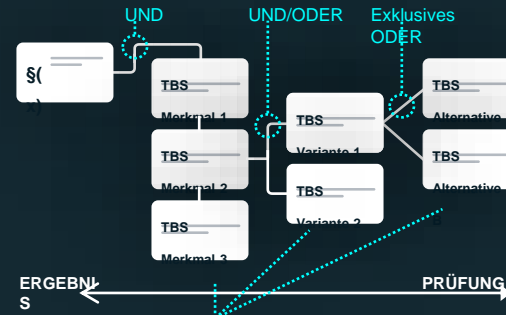 UND
UND/ODER
Exklusives
ODER
§(
TBS
Merkmal 1
TBS
Merkmal 2
TBS
Merkmal 3
TBS
Variante 1
TBS
Variante 2
TBS
Alternative
TBS
Alternative
ERGEBNI
S
PRÜFUNG